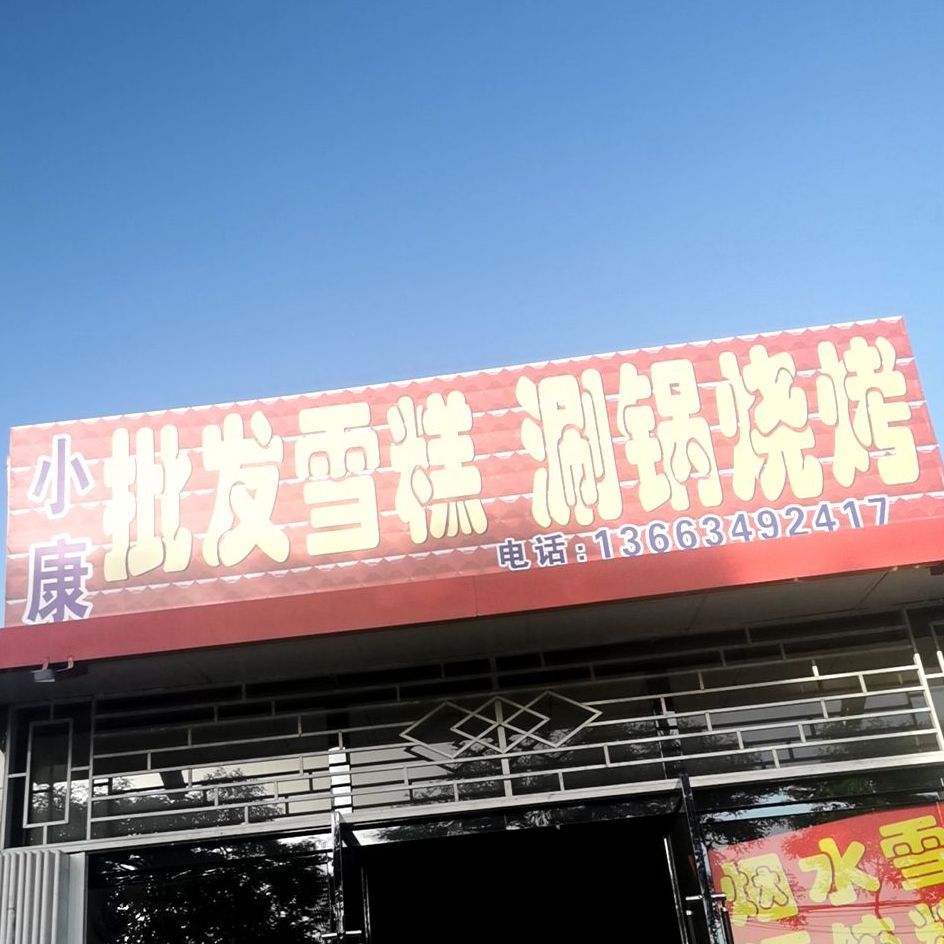 小康
批发雪糕 涮锅烧烤
电话:13663492417
烟水雪